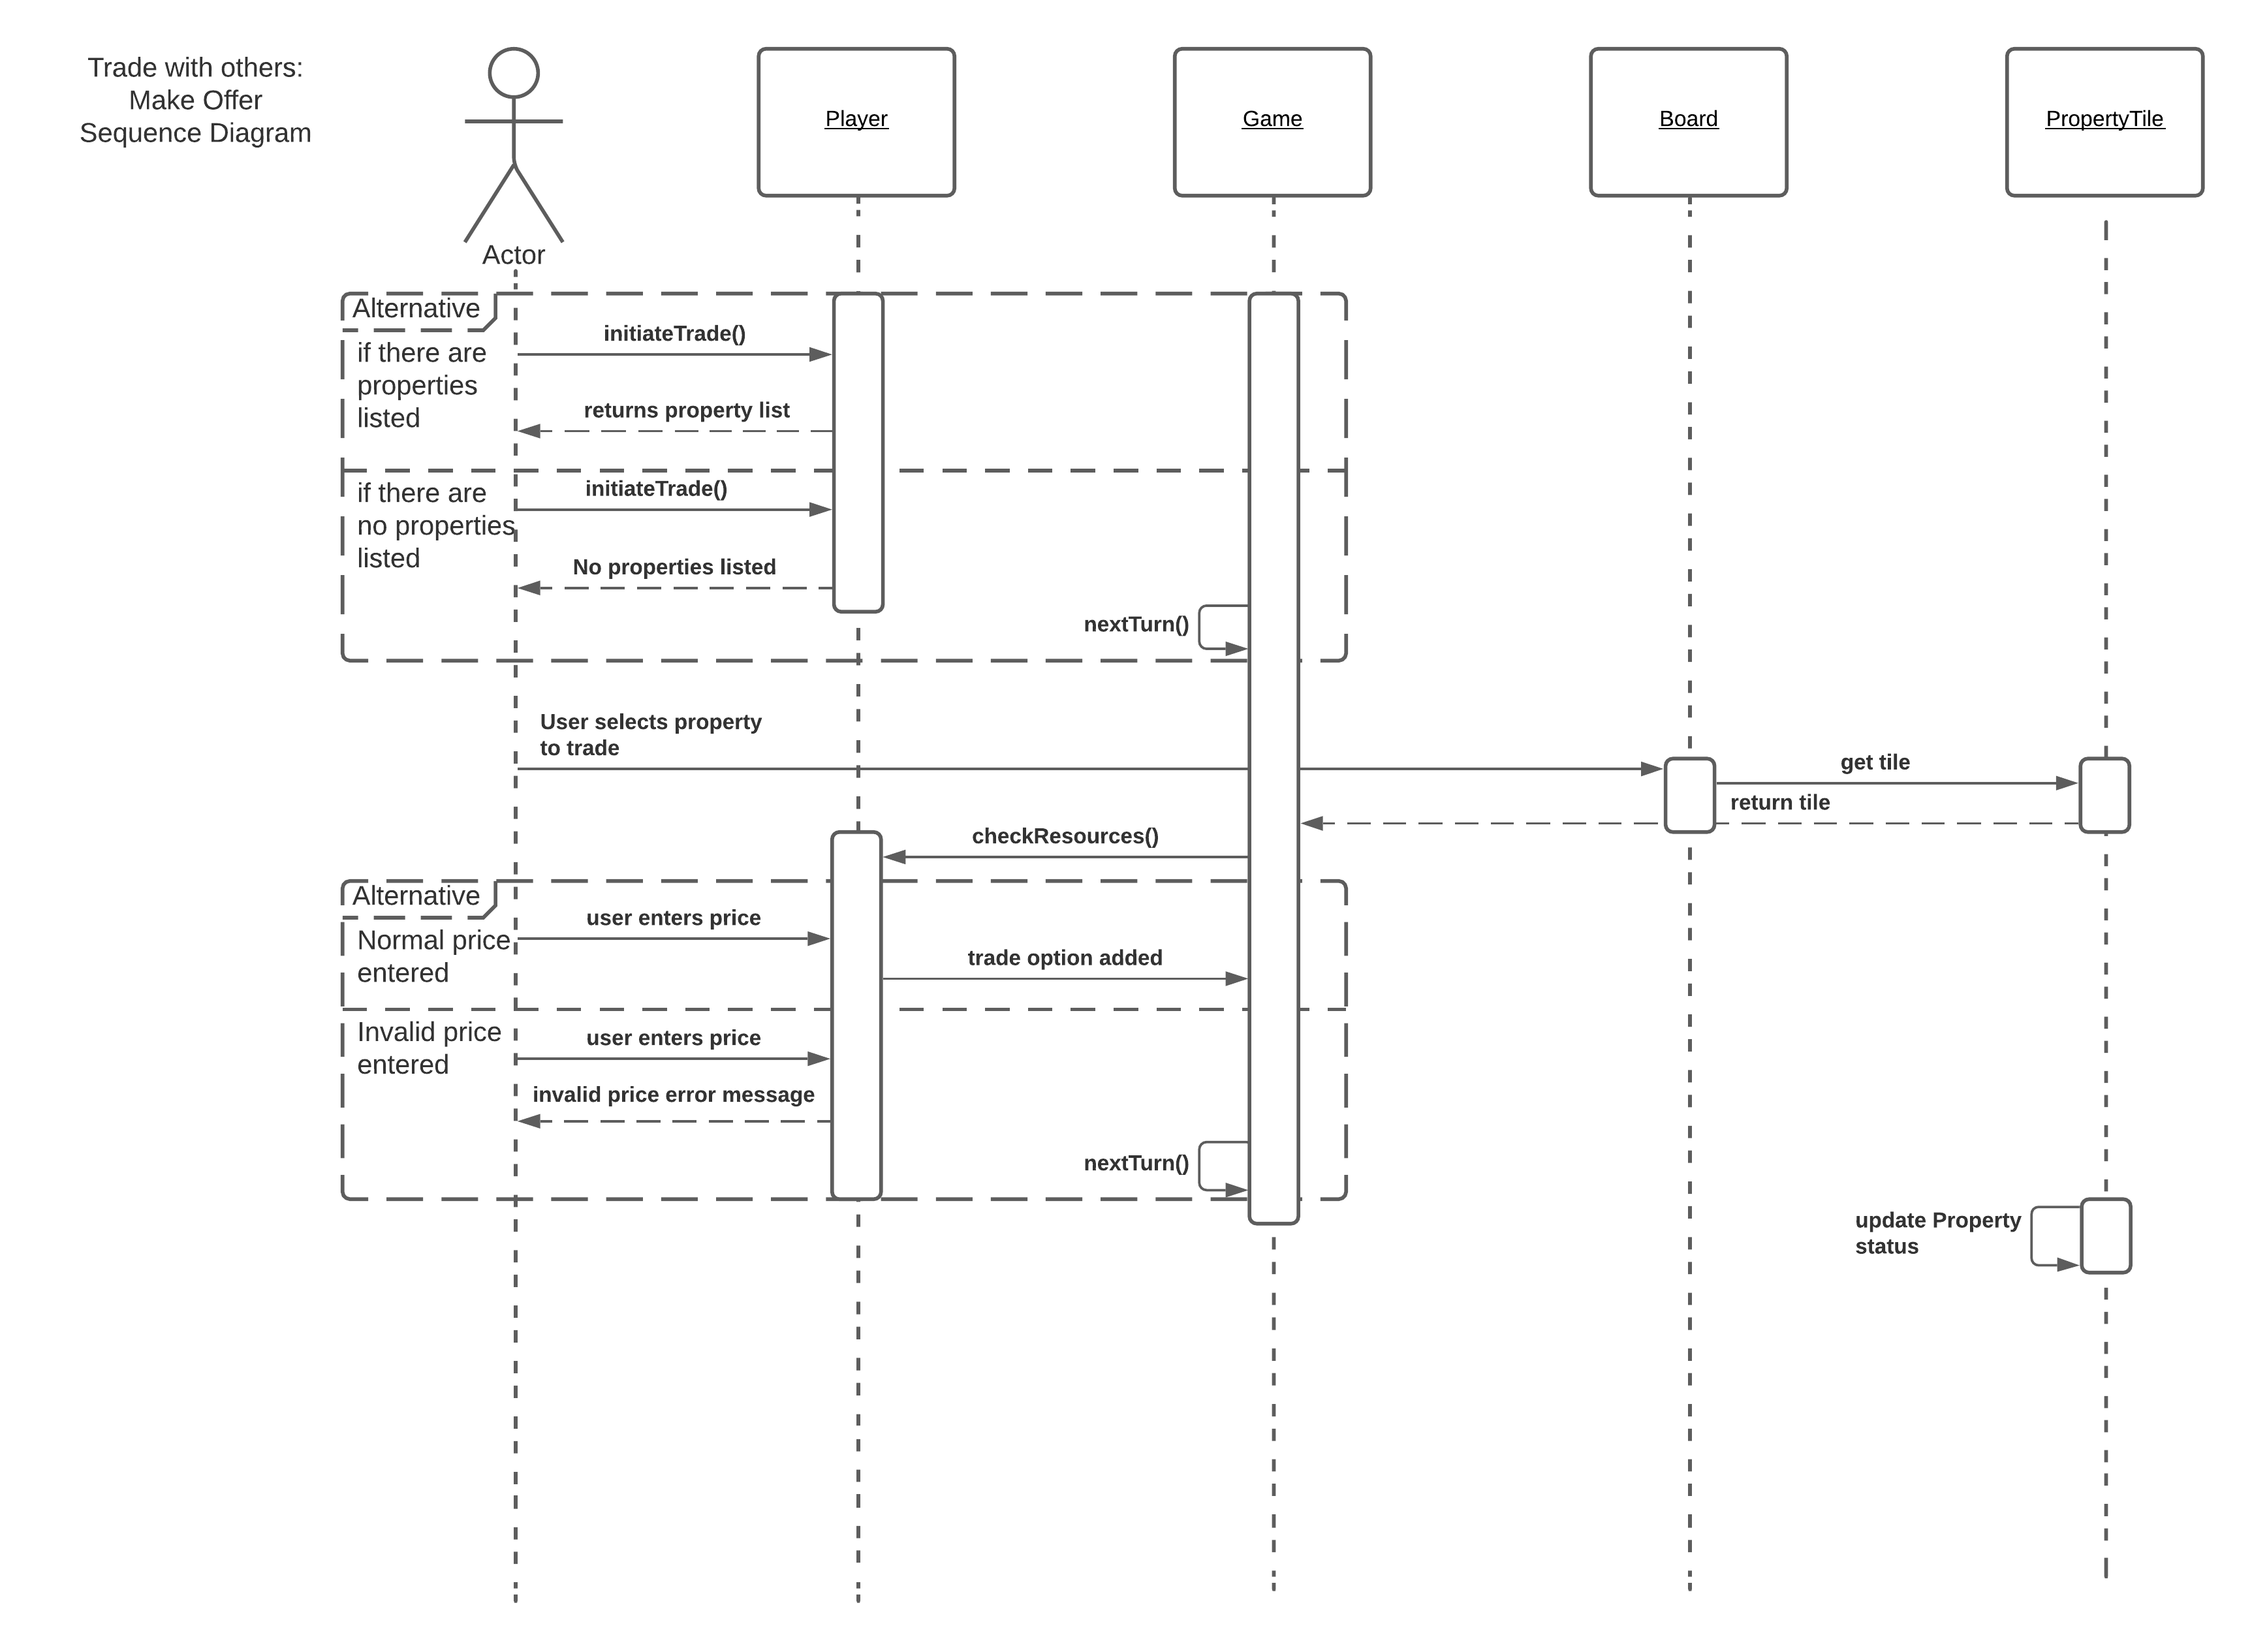 Trade with others:
Make Offer
Sequence Diagram
Actor
Player
Game
Board
PropertyTile
Alternative
if there are
properties
listed
initiateTrade()
returns property list
if there are
no properties
listed
initiateTrade()
No properties listed
nextTurn()
User selects property
to trade
get tile
return tile
checkResources()
Alternative
Normal price
entered
user enters price
trade option added
Invalid price
entered
user enters price
invalid price error message
nextTurn()
update Property
status